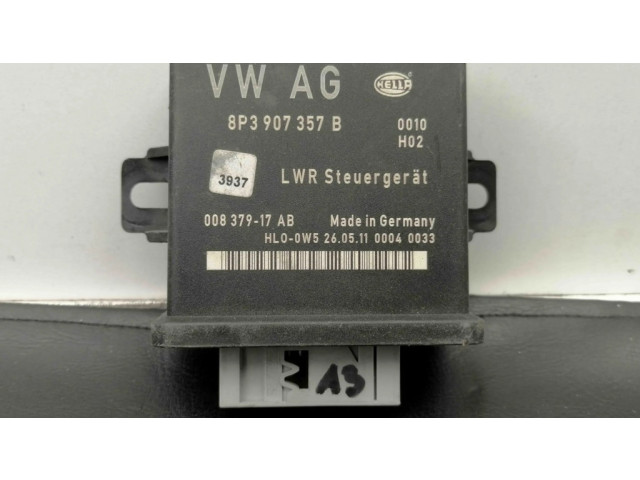 VW AG
HELLA
8P3 907 357 B 0010
H02
3937
LWR Steuergerät
008 379-17 AB Made in Germany
HLO-0W5 26.05.11 0004 0033
A3